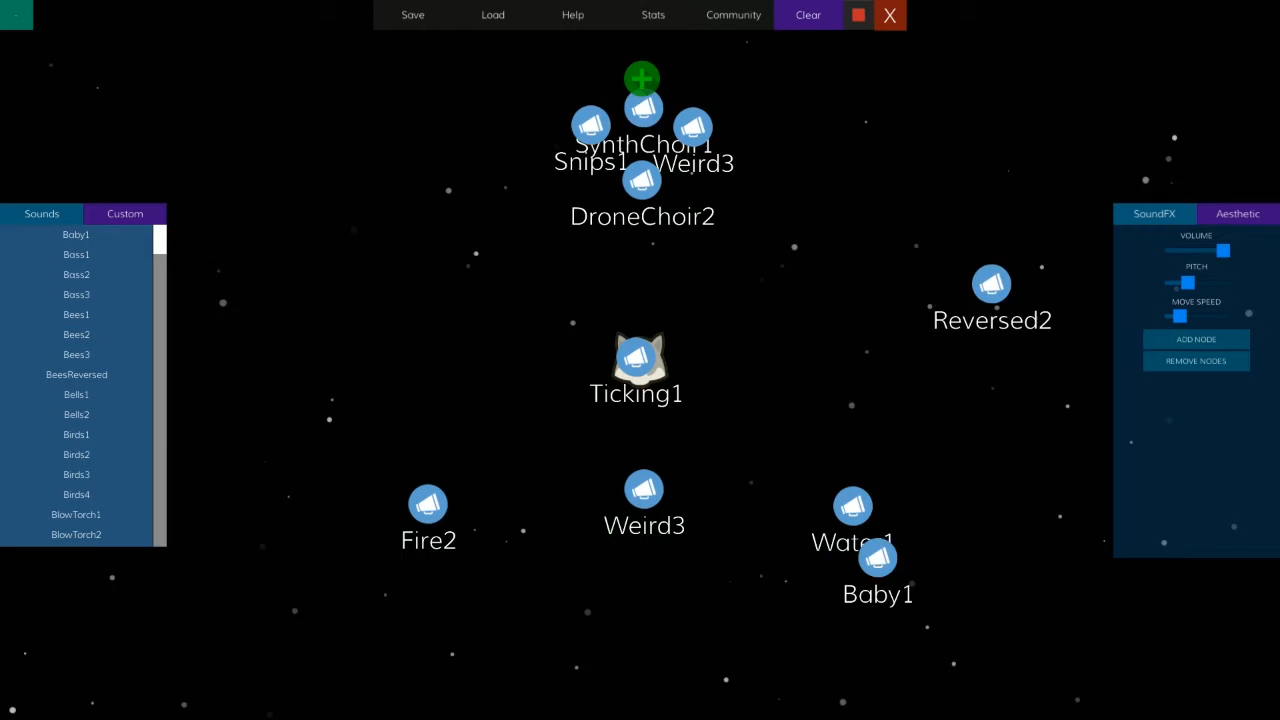 Save Load Help Stats Community Clear X
SynthChoir1
Snips1 Weird3
DroneChoir2
Sounds Custom
Baby1
Bass1
Bass2
Bass3
Bees1
Bees2
Bees3
BeesReversed
Bells1
Bells2
Birds1
Birds2
Birds3
Birds4
BlowTorch1
BlowTorch2
Reversed2
Ticking1
Fire2
Weird3
Water1
Baby1
SoundFX Aesthetic
VOLUME
PITCH
MOVE SPEED
ADD NODE
REMOVE NODES